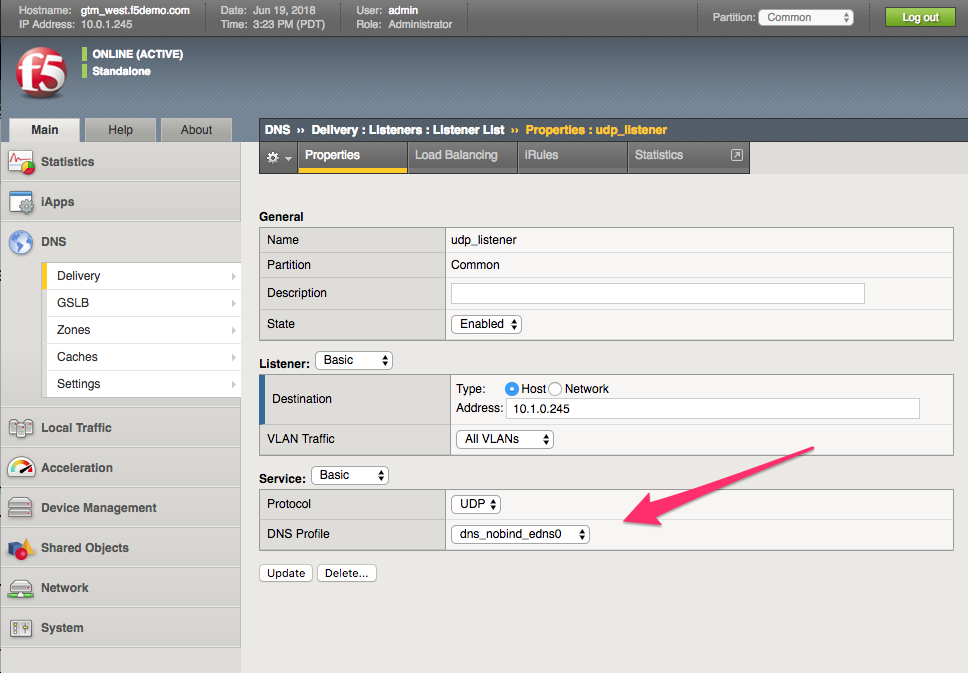 Hostname: gtm_west.f5demo.com Date: Jun 19, 2018 User: admin
IP Address: 10.0.1.245 Time: 3:23 PM (PDT) Role: Administrator
Partition: Common Log out
f5
ONLINE (ACTIVE)
Standalone
Main Help About
DNS ›› Delivery : Listeners : Listener List ›› Properties : udp_listener
Properties Load Balancing iRules Statistics
Statistics
iApps
DNS
Delivery
GSLB
Zones
Caches
Settings
Local Traffic
Acceleration
Device Management
Shared Objects
Network
System
General
Name udp_listener
Partition Common
Description
State Enabled
Listener: Basic
Destination Type: Host Network
Address: 10.1.0.245
VLAN Traffic All VLANs
Service: Basic
Protocol UDP
DNS Profile dns_nobind_edns0
Update Delete...